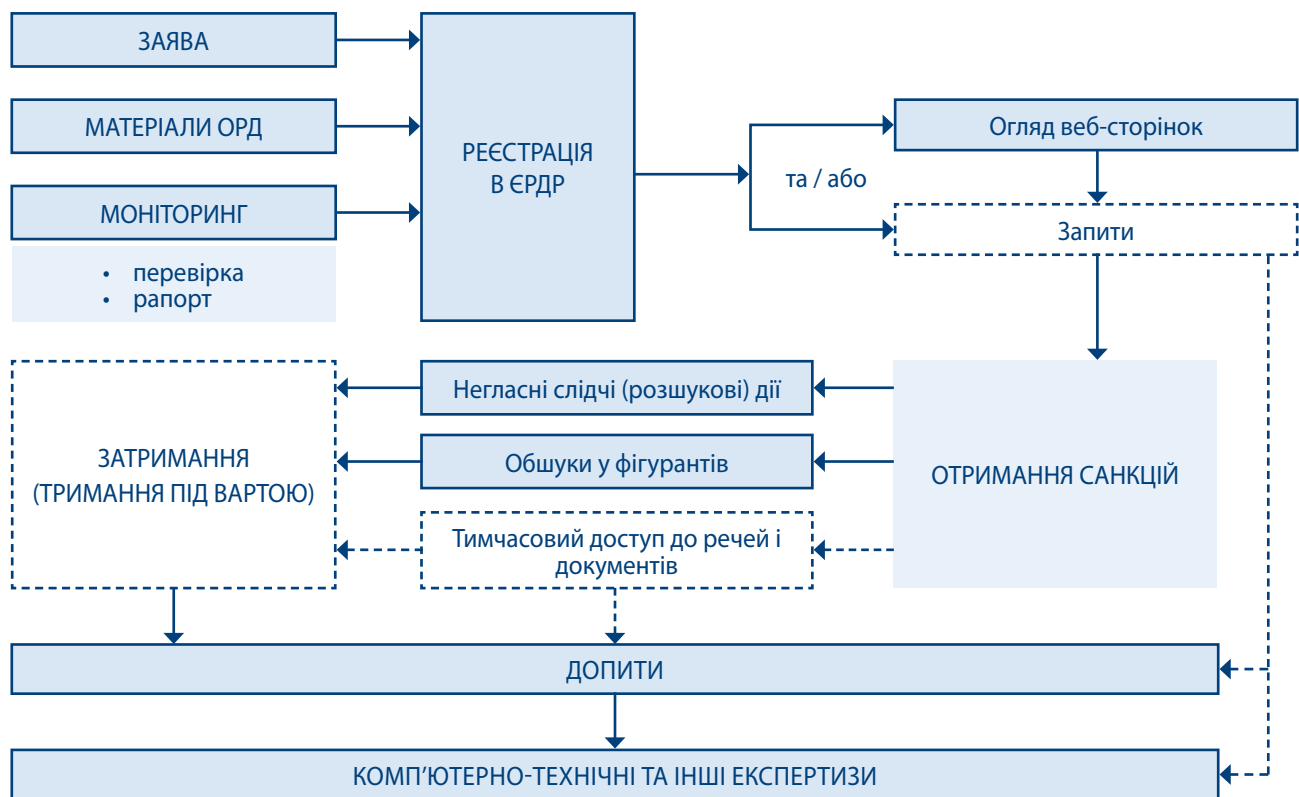 ЗАЯВА
МАТЕРІАЛИ ОРД
МОНІТОРИНГ
• перевірка
• рапорт
РЕЄСТРАЦІЯ
В ЄРДР
та / або
Огляд веб-сторінок
Запити
ЗАТРИМАННЯ
(ТРИМАННЯ ПІД ВАРТОЮ)
Негласні слідчі (розшукові) дії
Обшуки у фігурантів
Тимчасовий доступ до речей і
документів
ОТРИМАННЯ САНКЦІЙ
ДОПИТИ
КОМП’ЮТЕРНО-ТЕХНІЧНІ ТА ІНШІ ЕКСПЕРТИЗИ